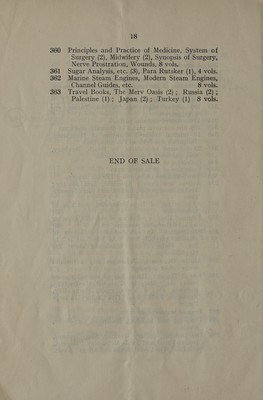 18
360 Principles and Practice of Medicine, System of
Surgery (2), Midwifery (2), Synopsis of Surgery,
Nerve Prostration, Wounds, 8 vols.
361 Sugar Analysis, etc. (3), Para Rutsker (1), 4 vols.
362 Marine Steam Engines, Modern Steam Engines,
Channel Guides, etc. 8 vols.
363 Travel Books, The Merv Oasis (2) ; Russia (2) ;
Palestine (1) ; Japan (2) ; Turkey (1) 8 vols.
END OF SALE